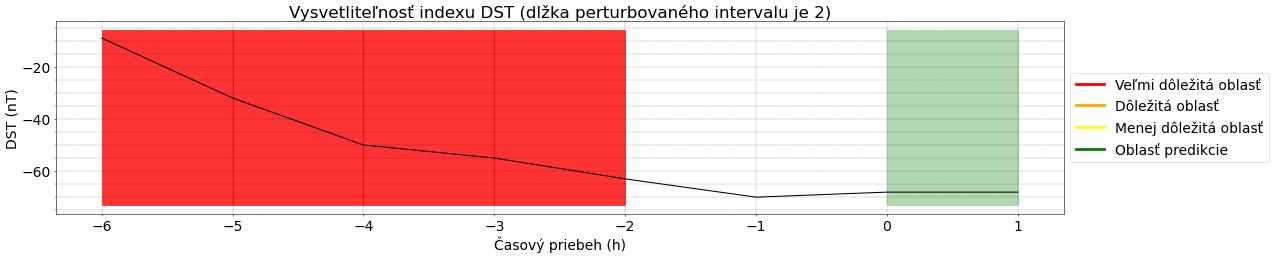 Vysvetliteľnosť indexu DST (dlžka perturbovaného intervalu je 2)
DST (nT)
−20
−40
−60
−6 −5 −4 −3 −2 −1 0 1
Časový priebeh (h)
Veľmi dôležitá oblasť
Dôležitá oblasť
Menej dôležitá oblasť
Oblasť predikcie